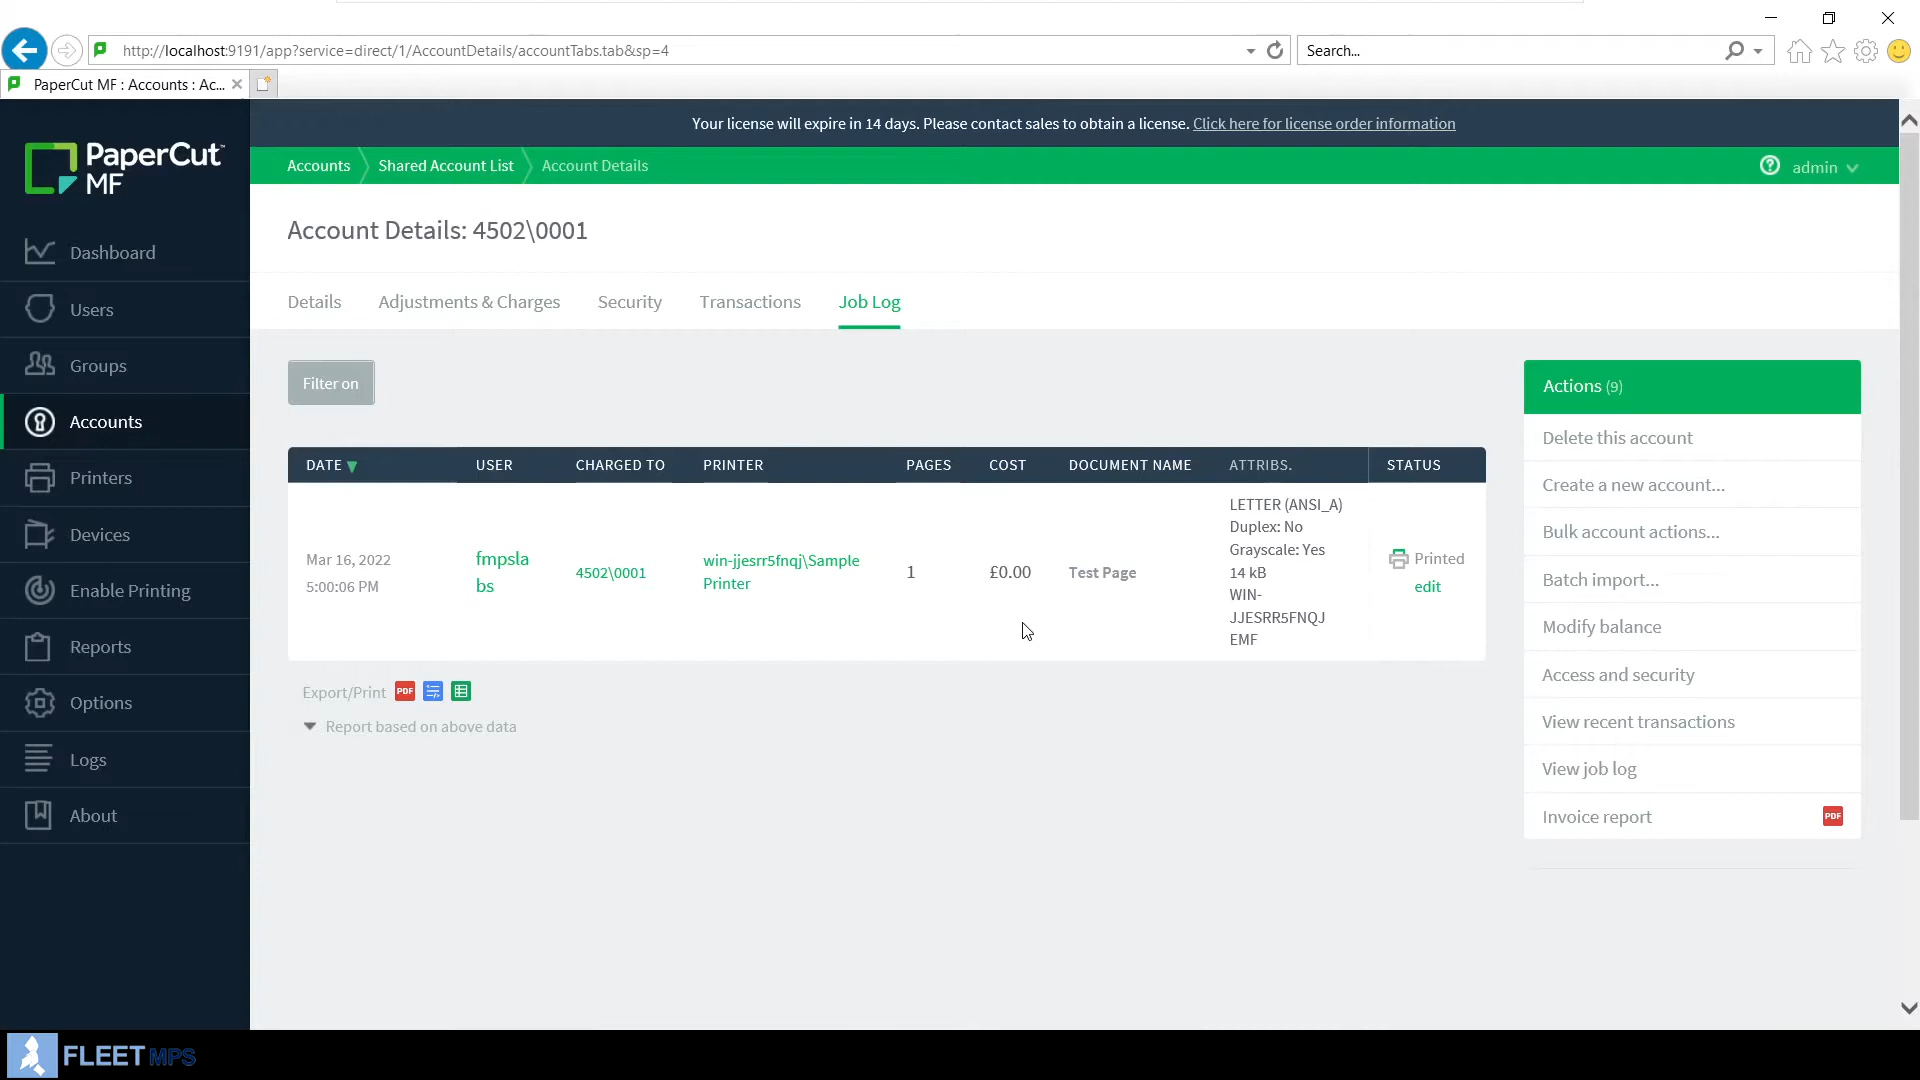 http://localhost:9191/app?service=direct/1/AccountDetails/accountTabs.tab&sp=4
Search...
PaperCut MF : Accounts : Ac...
Your license will expire in 14 days. Please contact sales to obtain a license. Click here for license order information
PaperCut™
MF
Accounts
Shared Account List
Account Details
admin
Account Details: 4502\0001
Dashboard
Users
Groups
Accounts
Printers
Devices
Enable Printing
Reports
Options
Logs
About
Details
Adjustments & Charges
Security
Transactions
Job Log
Filter on
DATE USER CHARGED TO PRINTER PAGES COST DOCUMENT NAME ATTRIBS. STATUS
Mar 16, 2022
5:00:06 PM
fmpsla
bs
4502\0001
win-jjesrr5fnqj\Sample
Printer
1
£0.00
Test Page
LETTER (ANSI_A)
Duplex: No
Grayscale: Yes
14 kB
WIN-
JJESRR5FNQJ
EMF
Printed
edit
Export/Print PDF
Report based on above data
Actions (9)
Delete this account
Create a new account...
Bulk account actions...
Batch import...
Modify balance
Access and security
View recent transactions
View job log
Invoice report PDF
FLEET MPS